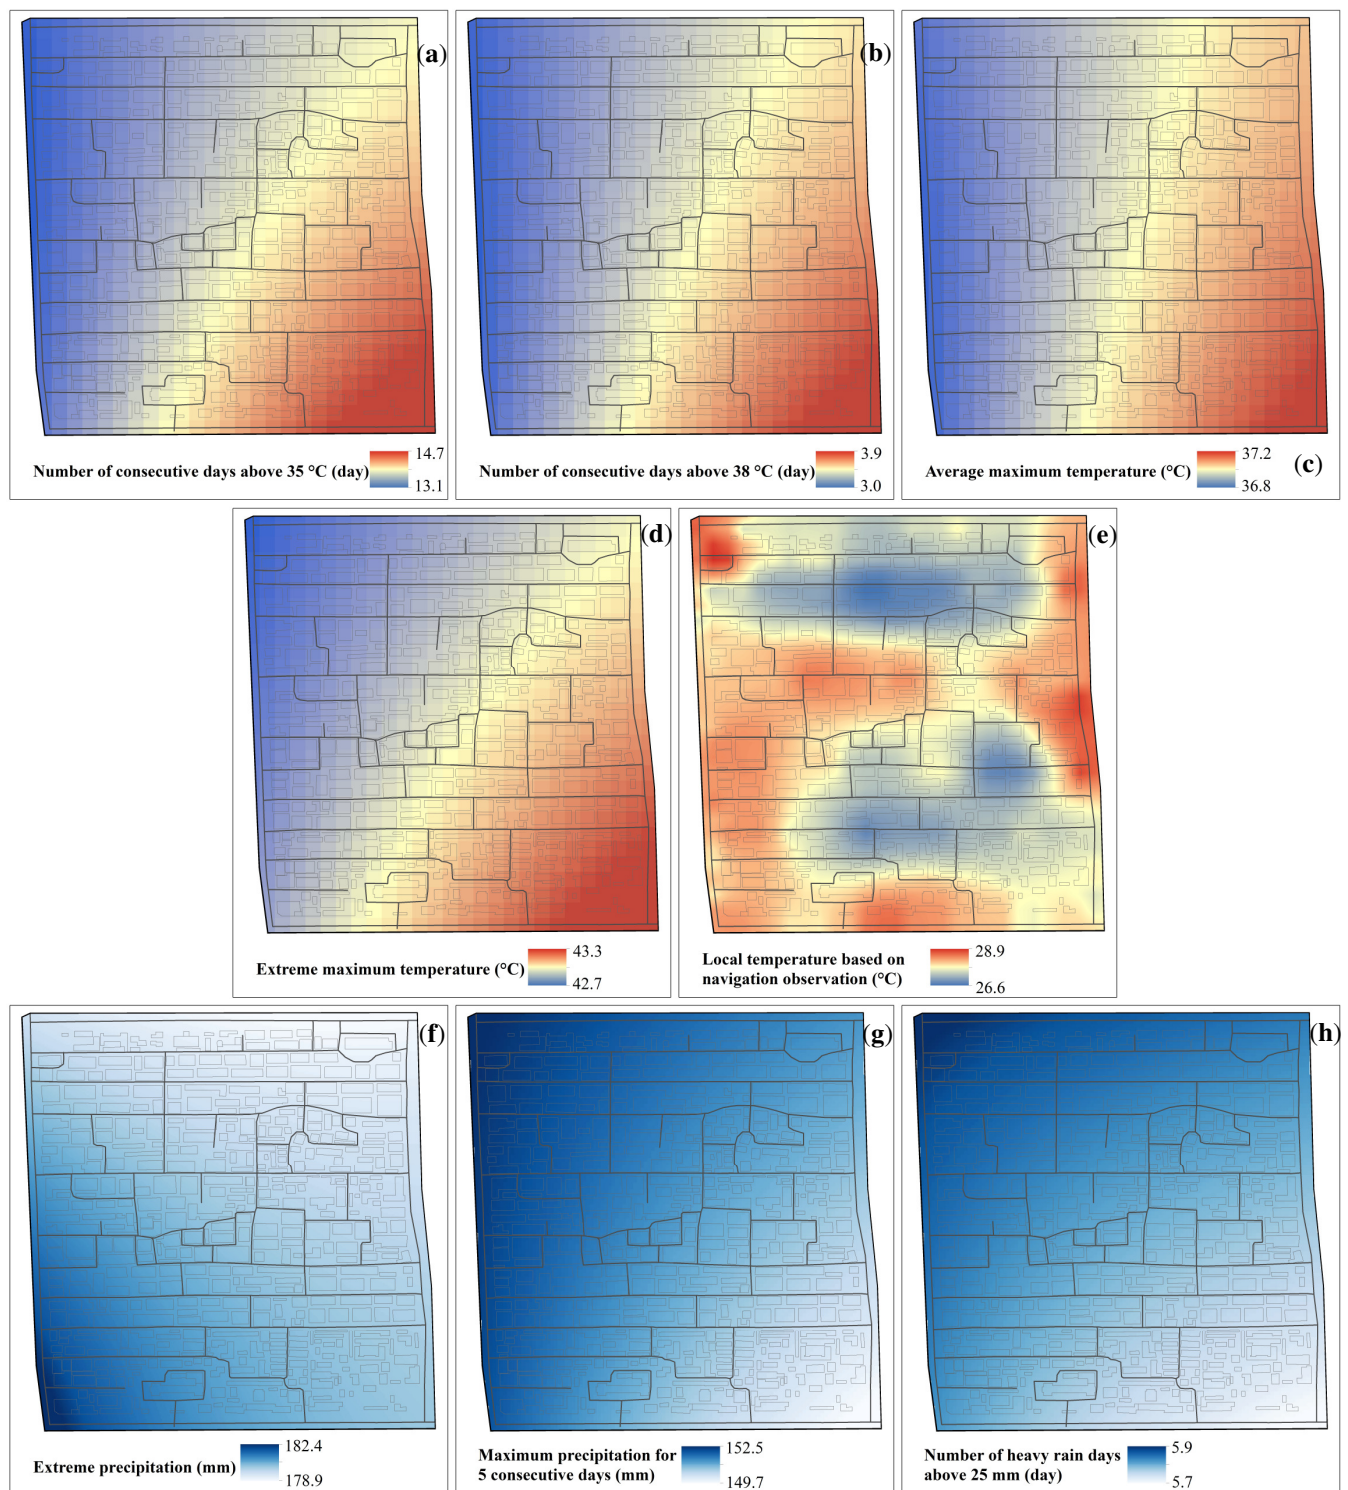 (a)
Number of consecutive days above 35 °C (day)
14.7
13.1
(b)
Number of consecutive days above 38 °C (day)
3.9
3.0
Average maximum temperature (°C)
37.2
36.8
(c)
(d)
Extreme maximum temperature (°C)
43.3
42.7
(e)
Local temperature based on
navigation observation (°C)
28.9
26.6
(f)
Extreme precipitation (mm)
182.4
178.9
(g)
Maximum precipitation for
5 consecutive days (mm)
152.5
149.7
(h)
Number of heavy rain days
above 25 mm (day)
5.9
5.7